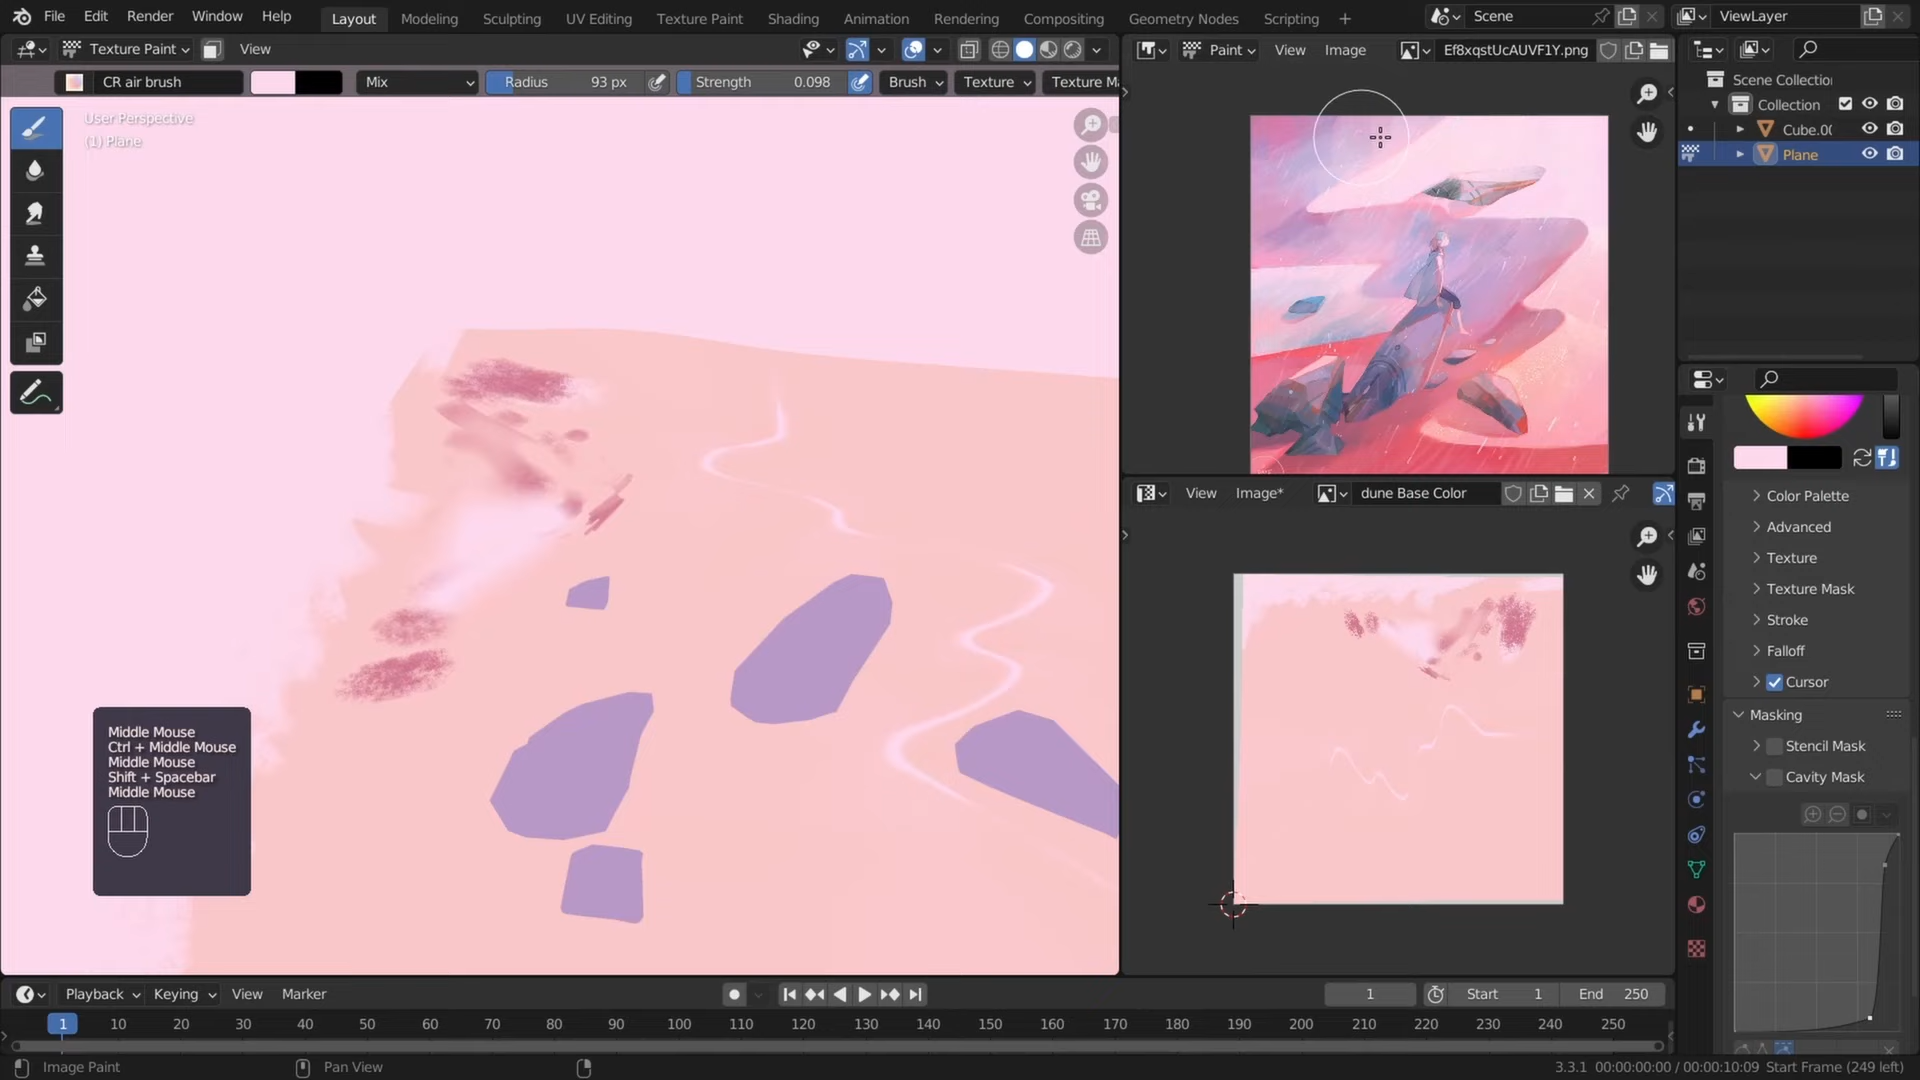 File Edit Render Window Help Layout Modeling Sculpting UV Editing Texture Paint Shading Animation Rendering Compositing Geometry Nodes Scripting + Scene ViewLayer
Texture Paint View
Paint View Image Ef8xqstUcAUVF1Y.png
CR air brush Mix Radius 93 px Strength 0.098 Brush Texture Texture M
User Perspective
(1) Plane
Scene Collectio
Collection
Cube.0
Plane
View Image* dune Base Color
Color Palette
Advanced
Texture
Texture Mask
Stroke
Falloff
Cursor
Masking
Stencil Mask
Cavity Mask
Middle Mouse
Ctrl + Middle Mouse
Middle Mouse
Shift + Spacebar
Middle Mouse
Playback Keying View Marker 1 Start 1 End 250
1 10 20 30 40 50 60 70 80 90 100 110 120 130 140 150 160 170 180 190 200 210 220 230 240 250
Image Paint Pan View 3.3.1 00:00:00:00 / 00:00:10:09 Start Frame (249 left)